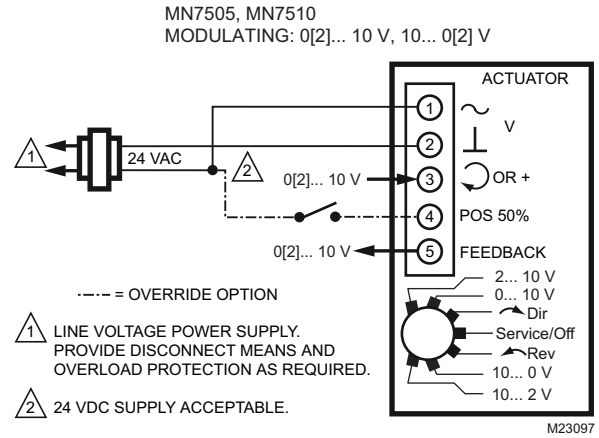 MN7505, MN7510
MODULATING: 0[2]... 10 V, 10... 0[2] V
ACTUATOR
1
V
1
2
24 VAC
2
0[2]... 10 V
3
OR +
4
POS 50%
0[2]... 10 V
5
FEEDBACK
2... 10 V
0... 10 V
Dir
Service/Off
Rev
10... 0 V
10... 2 V
= OVERRIDE OPTION
1 LINE VOLTAGE POWER SUPPLY.
PROVIDE DISCONNECT MEANS AND
OVERLOAD PROTECTION AS REQUIRED.
2 24 VDC SUPPLY ACCEPTABLE.
M23097